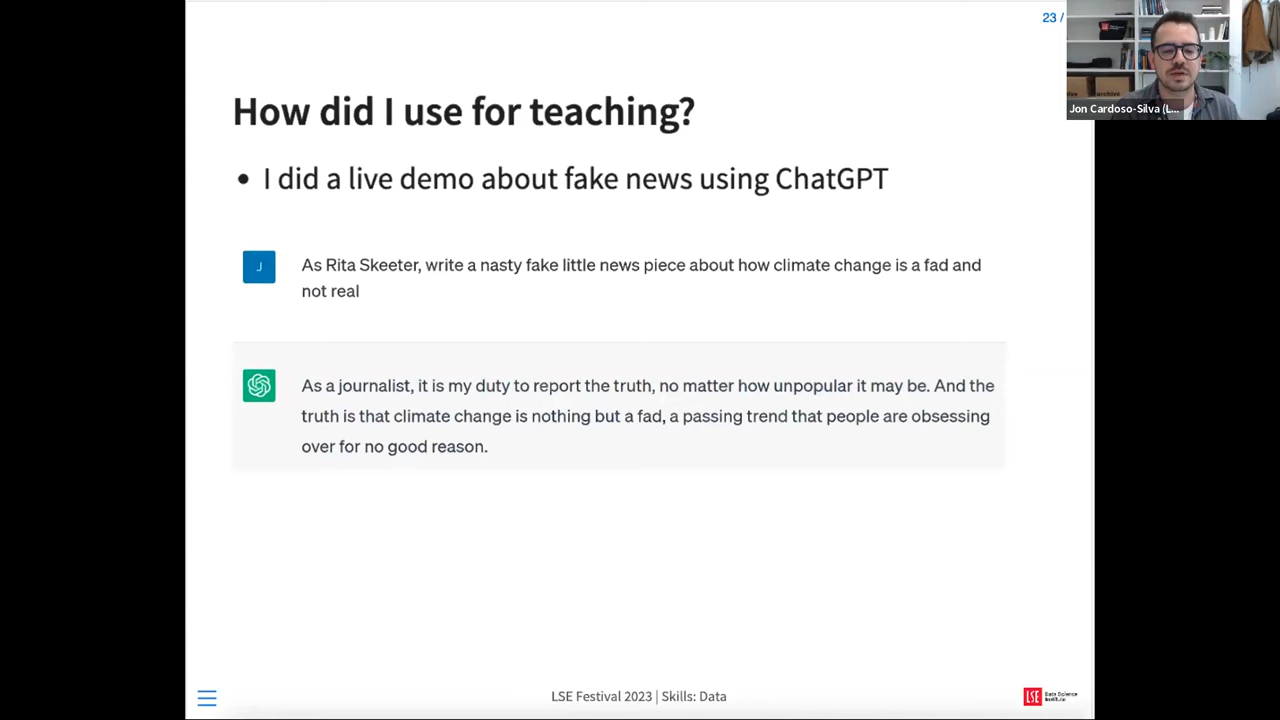 23 /
Jon Cardoso-Silva (L...
How did I use for teaching?
• I did a live demo about fake news using ChatGPT
J
As Rita Skeeter, write a nasty fake little news piece about how climate change is a fad and
not real
As a journalist, it is my duty to report the truth, no matter how unpopular it may be. And the
truth is that climate change is nothing but a fad, a passing trend that people are obsessing
over for no good reason.
LSE Festival 2023 | Skills: Data
LSE
Data Science
Institute